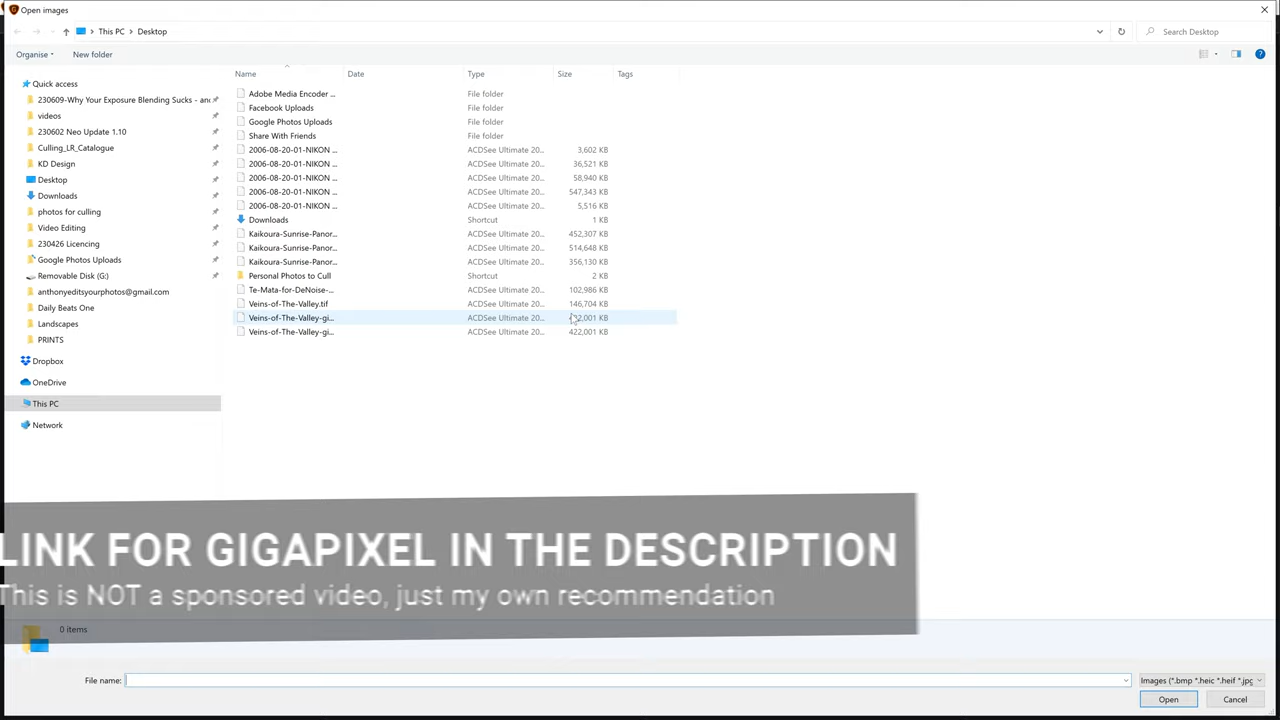 Open images
This PC > Desktop
Search Desktop
Organise
New folder
Name Date Type Size Tags
Quick access
230609-Why Your Exposure Blending Sucks - an
videos
230602 Neo Update 1.10
Culling_LR_Catalogue
KD Design
Desktop
Downloads
photos for culling
Video Editing
230426 Licencing
Google Photos Uploads
Removable Disk (G:)
anthonyeditsyourphotos@gmail.com
Daily Beats One
Landscapes
PRINTS
Dropbox
OneDrive
This PC
Network
Adobe Media Encoder ... File folder
Facebook Uploads File folder
Google Photos Uploads File folder
Share With Friends File folder
2006-08-20-01-NIKON ... ACDSee Ultimate 20... 3,602 KB
2006-08-20-01-NIKON ... ACDSee Ultimate 20... 36,521 KB
2006-08-20-01-NIKON ... ACDSee Ultimate 20... 58,940 KB
2006-08-20-01-NIKON ... ACDSee Ultimate 20... 547,343 KB
2006-08-20-01-NIKON ... ACDSee Ultimate 20... 5,516 KB
Downloads Shortcut 1 KB
Kaikoura-Sunrise-Panor... ACDSee Ultimate 20... 452,307 KB
Kaikoura-Sunrise-Panor... ACDSee Ultimate 20... 514,648 KB
Kaikoura-Sunrise-Panor... ACDSee Ultimate 20... 356,130 KB
Personal Photos to Cull Shortcut 2 KB
Te-Mata-for-DeNoise-... ACDSee Ultimate 20... 102,986 KB
Veins-of-The-Valley.tif ACDSee Ultimate 20... 146,704 KB
Veins-of-The-Valley-gi... ACDSee Ultimate 20... KB
Veins-of-The-Valley-gi... ACDSee Ultimate 20... 422,001 KB
LINK FOR GIGAPIXEL IN THE DESCRIPTION
This is NOT a sponsored video, just my own recommendation
0 items
File name:
Images (*.bmp *.heic *.heif *.jpg
Open
Cancel